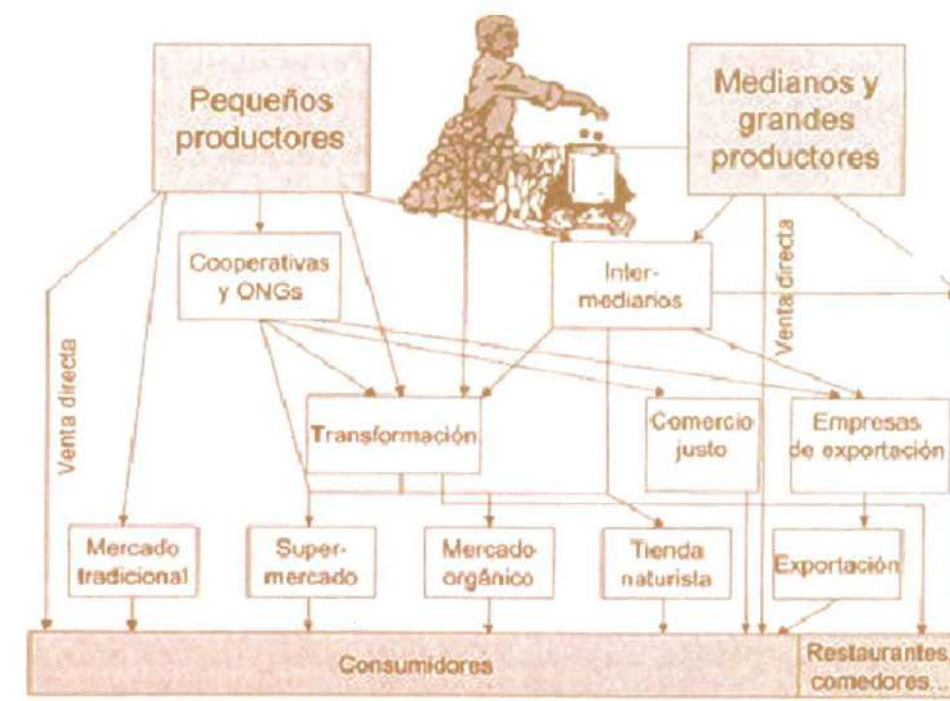 Pequeños
productores
Medianos y
grandes
productores
Cooperativas
y ONGs
Inter-
mediarios
Venta directa
Venta directa
Transformación
Comercio
justo
Empresas
de exportación
Mercado
tradicional
Super-
mercado
Mercado
orgánico
Tienda
naturista
Exportación
Consumidores
Restaurantes
comedores...